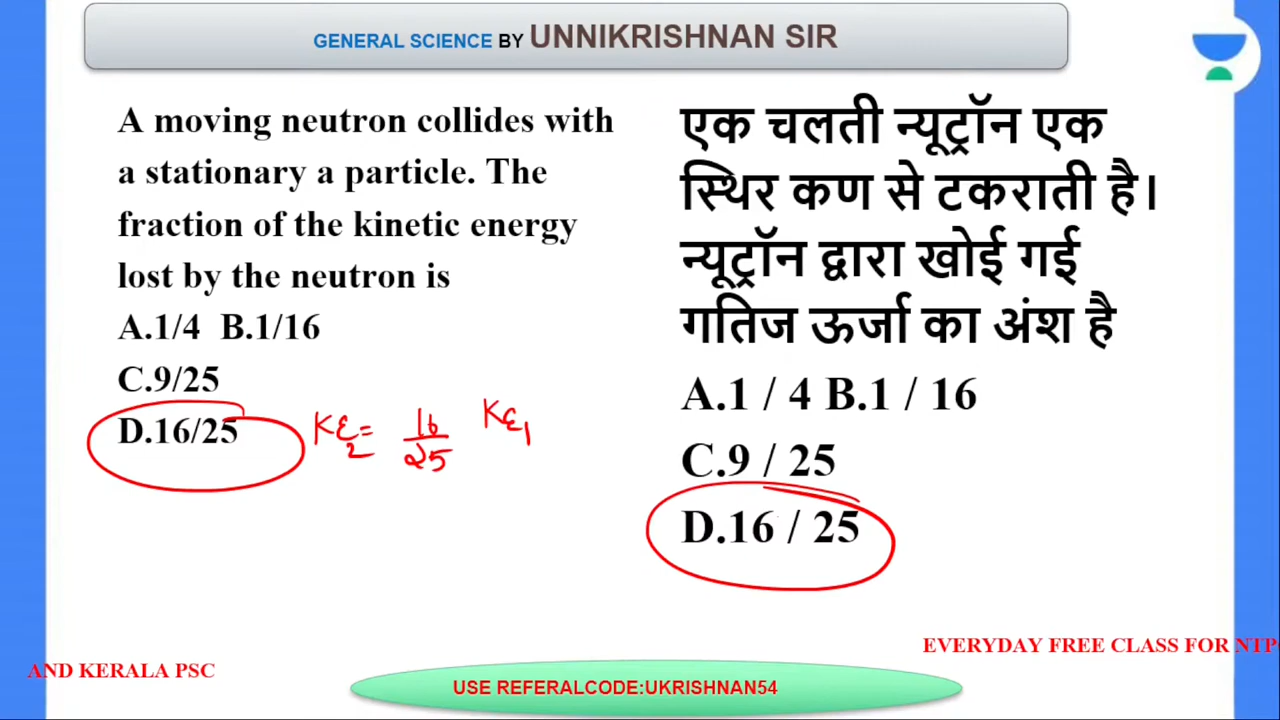 GENERAL SCIENCE BY UNNIKRISHNAN SIR
A moving neutron collides with
a stationary a particle. The
fraction of the kinetic energy
lost by the neutron is
A.1/4 B.1/16
C.9/25
D.16/25
KE2 = 16/25 KE1
एक चलती न्यूट्रॉन एक
स्थिर कण से टकराती है।
न्यूट्रॉन द्वारा खोई गई
गतिज ऊर्जा का अंश है
A.1 / 4 B.1 / 16
C.9 / 25
D.16 / 25
EVERYDAY FREE CLASS FOR NTP
AND KERALA PSC
USE REFERALCODE:UKRISHNAN54